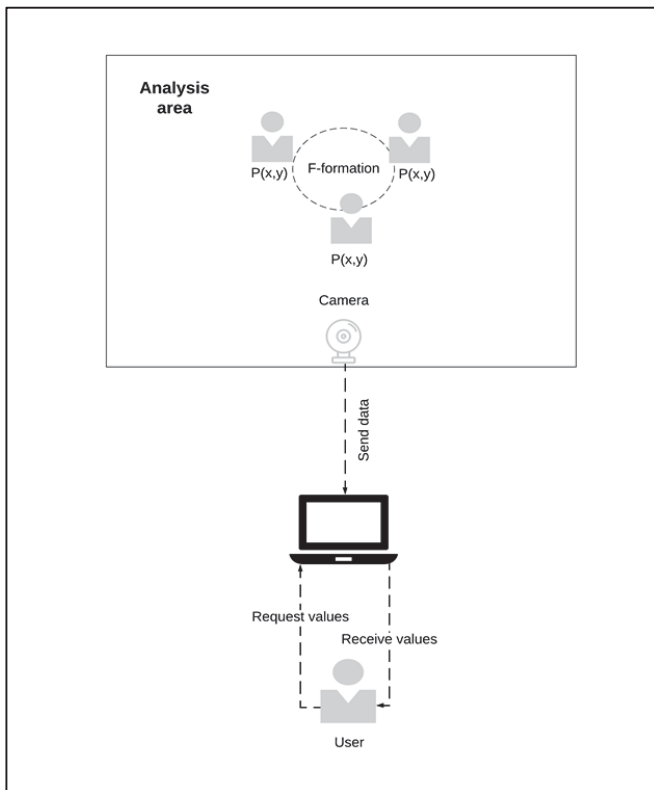 Analysis
area
F-formation
P(x,y)
P(x,y)
P(x,y)
Camera
Send data
Request values
Receive values
User